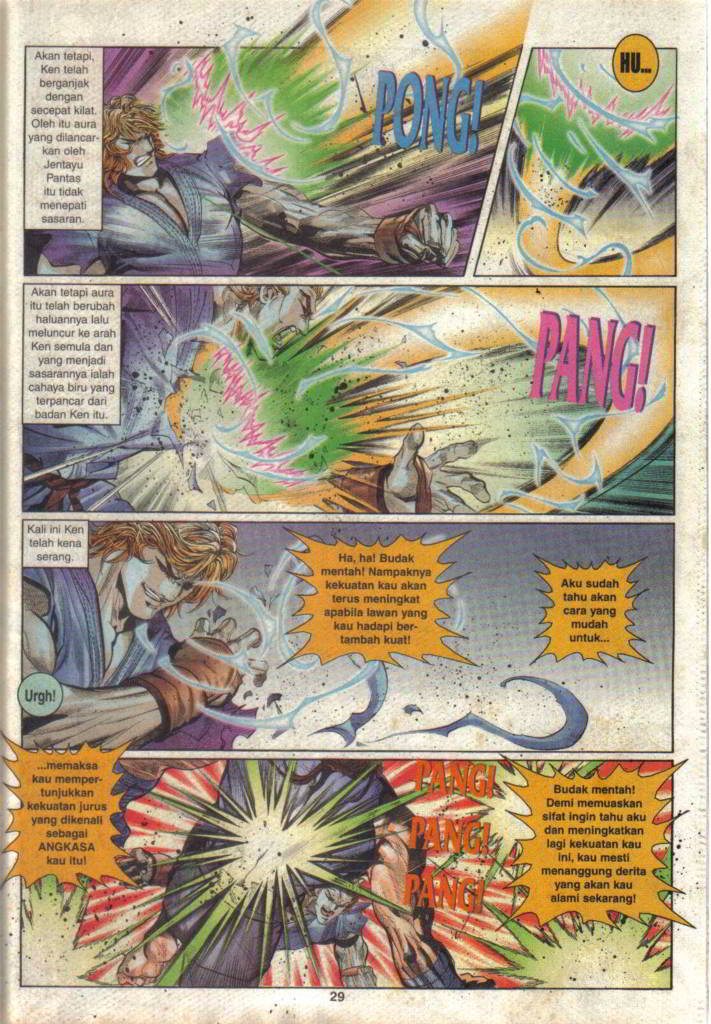 Akan tetapi,
Ken telah
berganjak
dengan
secepat kilat.
Oleh itu aura
yang dilancar-
kan oleh
Jentayu
Pantas
itu tidak
menepati
sasaran.
PONG!
HU...
Akan tetapi aura
itu telah berubah
haluannya lalu
meluncur ke arah
Ken semula dan
yang menjadi
sasarannya ialah
cahaya biru yang
terpancar dari
badan Ken itu.
PANG!
Kali ini Ken
telah kena
serang.
Ha, ha! Budak
mentah! Nampaknya
kekuatan kau akan
terus meningkat
apabila lawan yang
kau hadapi ber-
tambah kuat!
Aku sudah
tahu akan
cara yang
mudah
untuk...
Urgh!
...memaksa
kau memper-
tunjukkan
kekuatan jurus
yang dikenali
sebagai
ANGKASA
kau itu!
PANG!
PANG!
PANG!
Budak mentah!
Demi memuaskan
sifat ingin tahu aku
dan meningkatkan
lagi kekuatan kau
ini, kau mesti
menanggung derita
yang akan kau
alami sekarang!
29